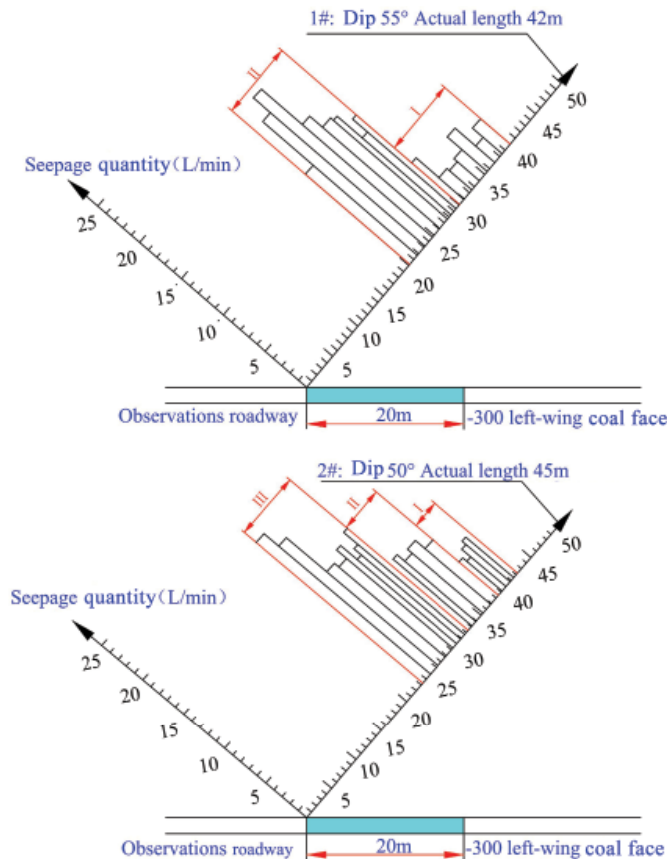 1#: Dip 55° Actual length 42m
II
I
50
45
40
35
30
25
20
15
10
5
Seepage quantity(L/min)
25
20
15
10
5
Observations roadway
20m
-300 left-wing coal face
2#: Dip 50° Actual length 45m
III
II
I
50
45
40
35
30
25
20
15
10
5
Seepage quantity(L/min)
25
20
15
10
5
Observations roadway
20m
-300 left-wing coal face